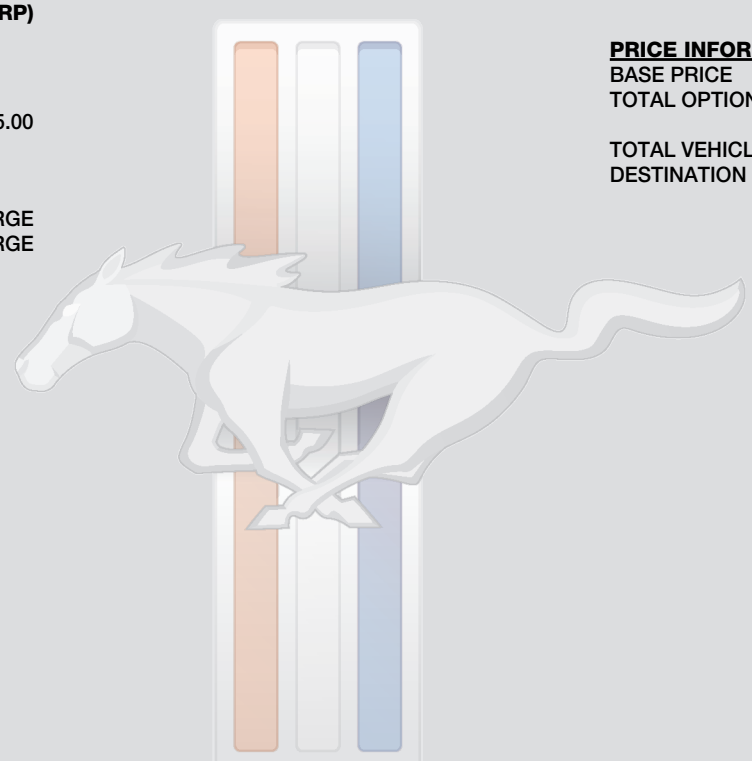 RP)
5.00
RGE
RGE
PRICE INFOR
BASE PRICE
TOTAL OPTION
TOTAL VEHICL
DESTINATION